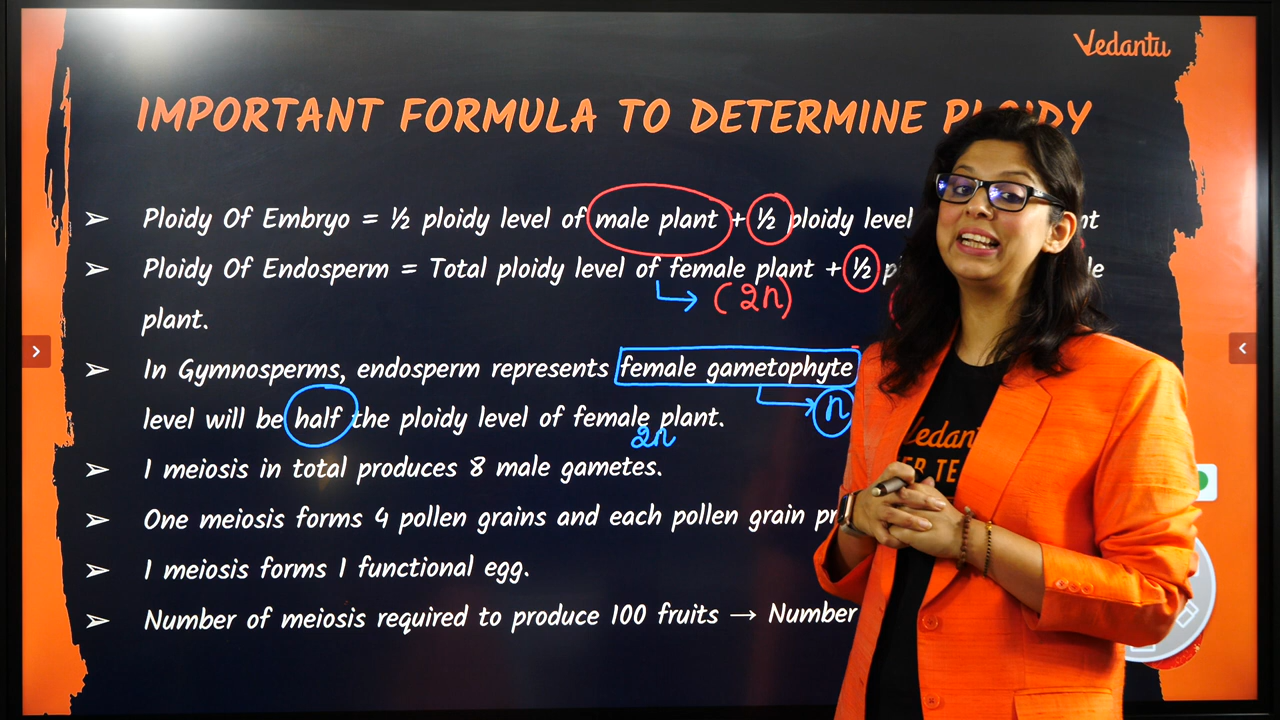 Vedantu
IMPORTANT FORMULA TO DETERMINE PLOIDY
➢ Ploidy Of Embryo = ½ ploidy level of male plant + ½ ploidy level
➢ Ploidy Of Endosperm = Total ploidy level of female plant + ½
(2n)
plant.
➢ In Gymnosperms, endosperm represents female gametophyte
n
level will be half the ploidy level of female plant.
2n
➢ 1 meiosis in total produces 8 male gametes.
➢ One meiosis forms 4 pollen grains and each pollen grain
➢ 1 meiosis forms 1 functional egg.
➢ Number of meiosis required to produce 100 fruits → Number